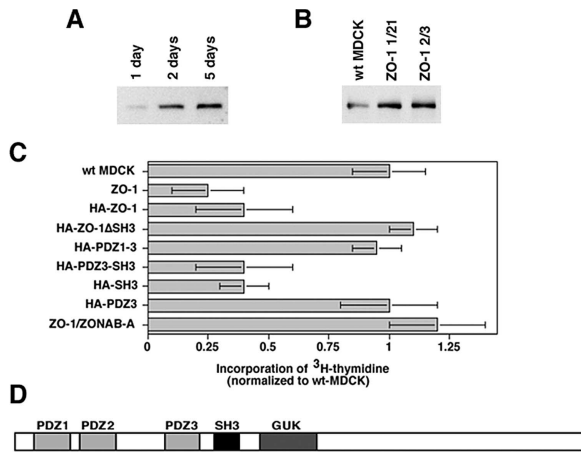 A
1 day
2 days
5 days
B
wt MDCK
ZO-1 1/21
ZO-1 2/3
C
wt MDCK
ZO-1
HA-ZO-1
HA-ZO-1ΔSH3
HA-PDZ1-3
HA-PDZ3-SH3
HA-SH3
HA-PDZ3
ZO-1/ZONAB-A
0 0.25 0.5 0.75 1 1.25
Incorporation of ³H-thymidine
(normalized to wt-MDCK)
D
PDZ1 PDZ2 PDZ3 SH3 GUK